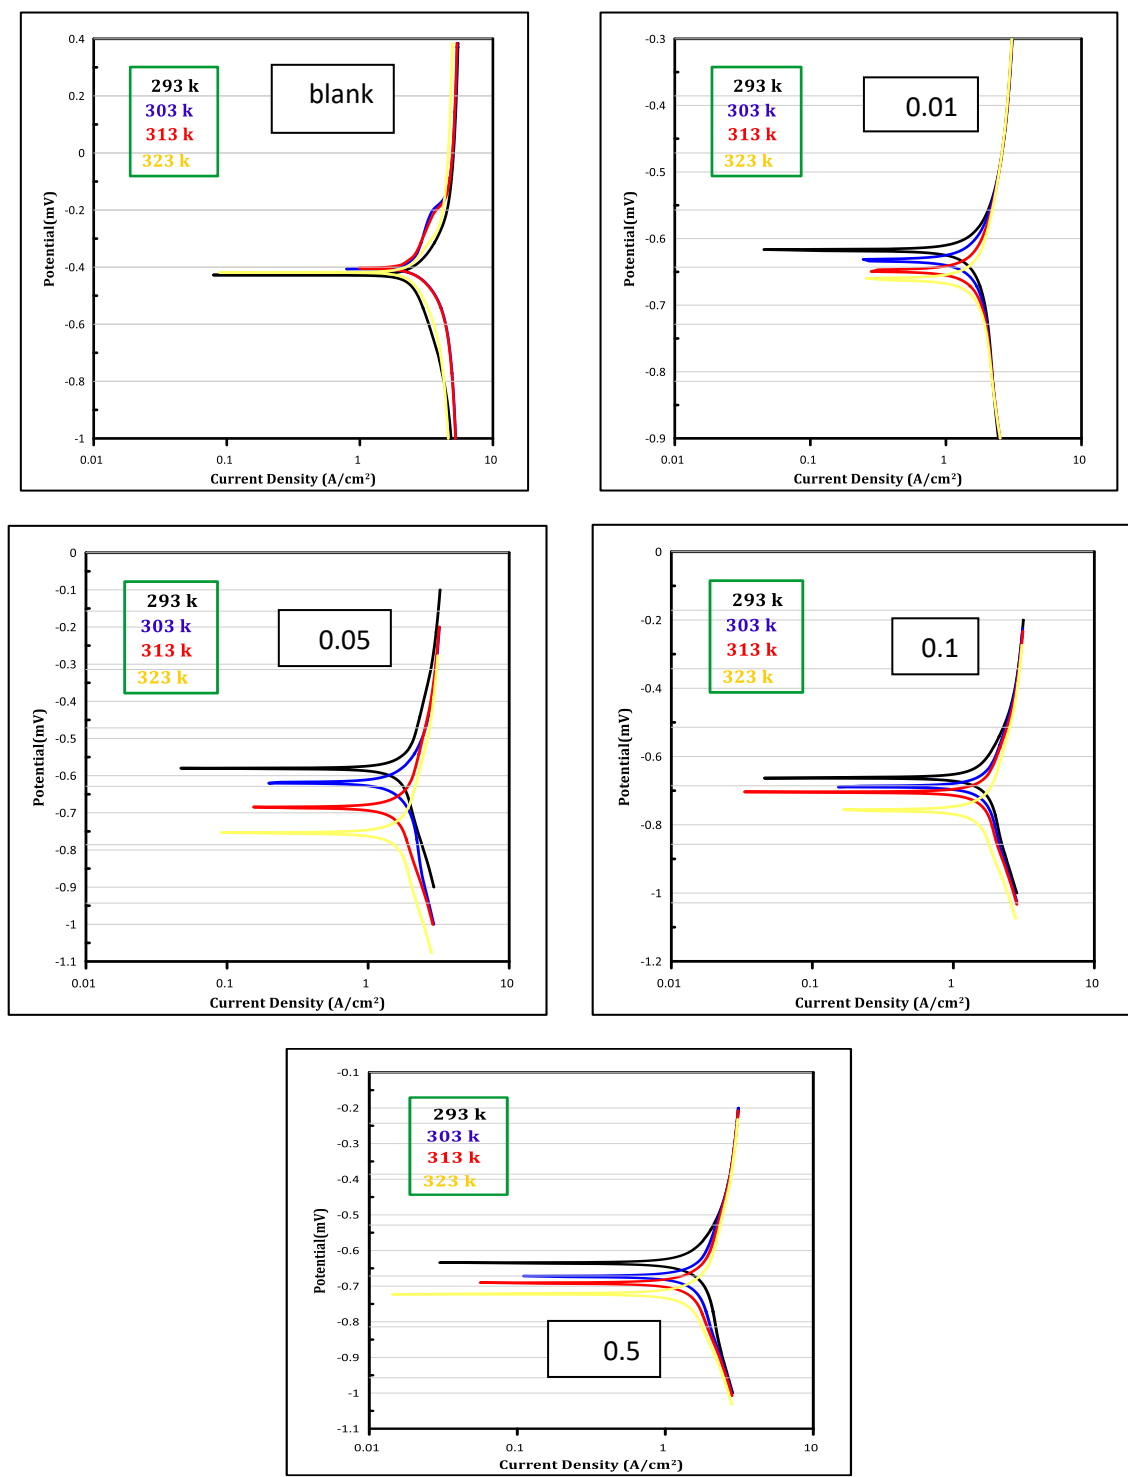 0.4
0.2
0
-0.2
-0.4
-0.6
-0.8
-1
0.01
0.1
1
10
Potential(mV)
Current Density (A/cm²)
293 k
303 k
313 k
323 k
blank
-0.3
-0.4
-0.5
-0.6
-0.7
-0.8
-0.9
0.01
0.1
1
10
Potential(mV)
Current Density (A/cm²)
293 k
303 k
313 k
323 k
0.01
0
-0.1
-0.2
-0.3
-0.4
-0.5
-0.6
-0.7
-0.8
-0.9
-1
-1.1
0.01
0.1
1
10
Potential(mV)
Current Density (A/cm²)
293 k
303 k
313 k
323 k
0.05
0
-0.2
-0.4
-0.6
-0.8
-1
-1.2
0.01
0.1
1
10
Potential(mV)
Current Density (A/cm²)
293 k
303 k
313 k
323 k
0.1
-0.1
-0.2
-0.3
-0.4
-0.5
-0.6
-0.7
-0.8
-0.9
-1
-1.1
0.01
0.1
1
10
Potential(mV)
Current Density (A/cm²)
293 k
303 k
313 k
323 k
0.5